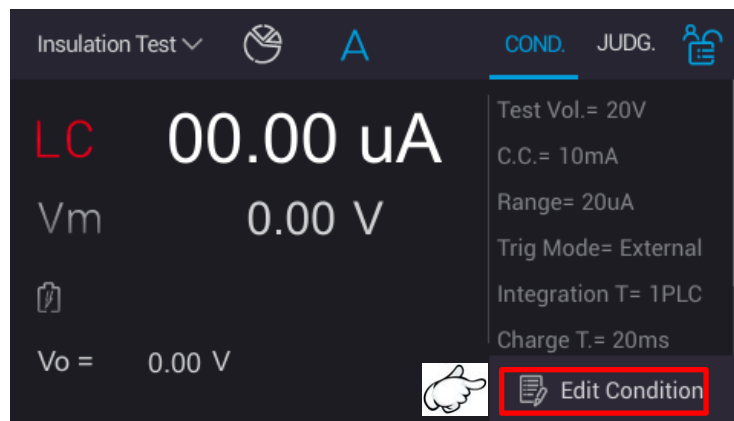 Insulation Test
A
COND.
JUDG.
LC 00.00 uA
Vm 0.00 V
Vo = 0.00 V
Test Vol.= 20V
C.C.= 10mA
Range= 20uA
Trig Mode= External
Integration T= 1PLC
Charge T.= 20ms
Edit Condition